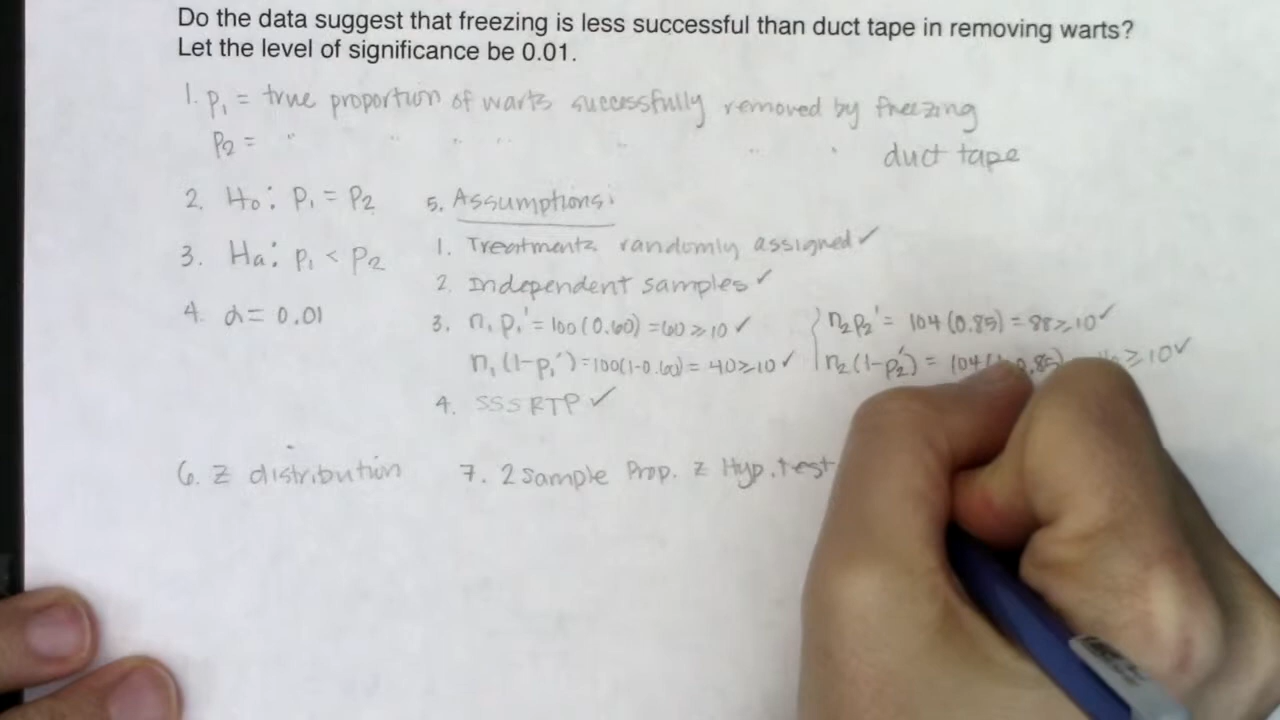 Do the data suggest that freezing is less successful than duct tape in removing warts?
Let the level of significance be 0.01.
1. p₁ = true proportion of warts successfully removed by freezing
p₂ = " " " " " " " duct tape
2. H₀: p₁ = p₂
3. Ha: p₁ < p₂
4. α = 0.01
5. Assumptions:
1. Treatments randomly assigned ✓
2. Independent samples ✓
3. n₁p₁' = 100(0.60) = 60 ≥ 10 ✓
n₁(1-p₁') = 100(1-0.60) = 40 ≥ 10 ✓
n₂p₂' = 104(0.85) = 88 ≥ 10 ✓
n₂(1-p₂') = 104( 0.85) ≥ 10 ✓
4. SSSRTP ✓
6. Z distribution
7. 2 Sample Prop. z Hyp. test